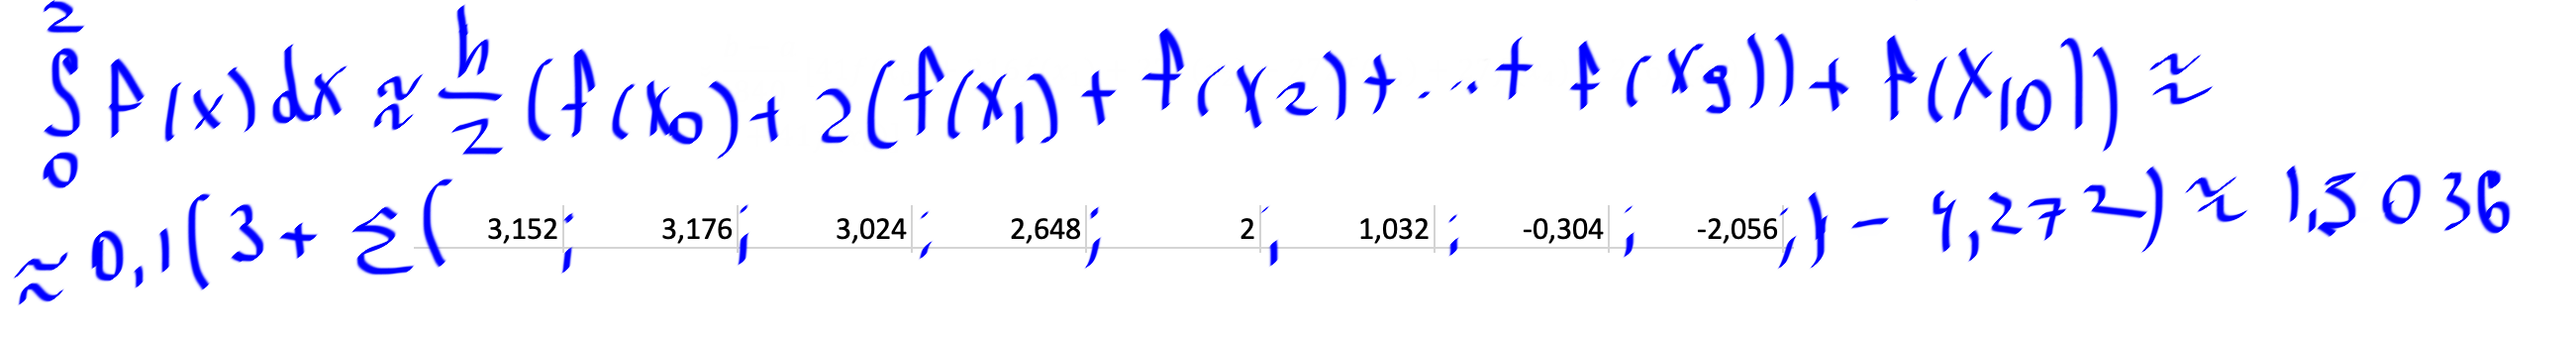 ∫₀² f(x)dx ≈ h/2 (f(x₀) + 2(f(x₁) + f(x₂) + ... + f(x₉)) + f(x₁₀)) ≈
≈ 0,1(3 + Σ( 3,152; 3,176; 3,024; 2,648; 2; 1,032; -0,304; -2,056;) - 4,272) ≈ 1,5036